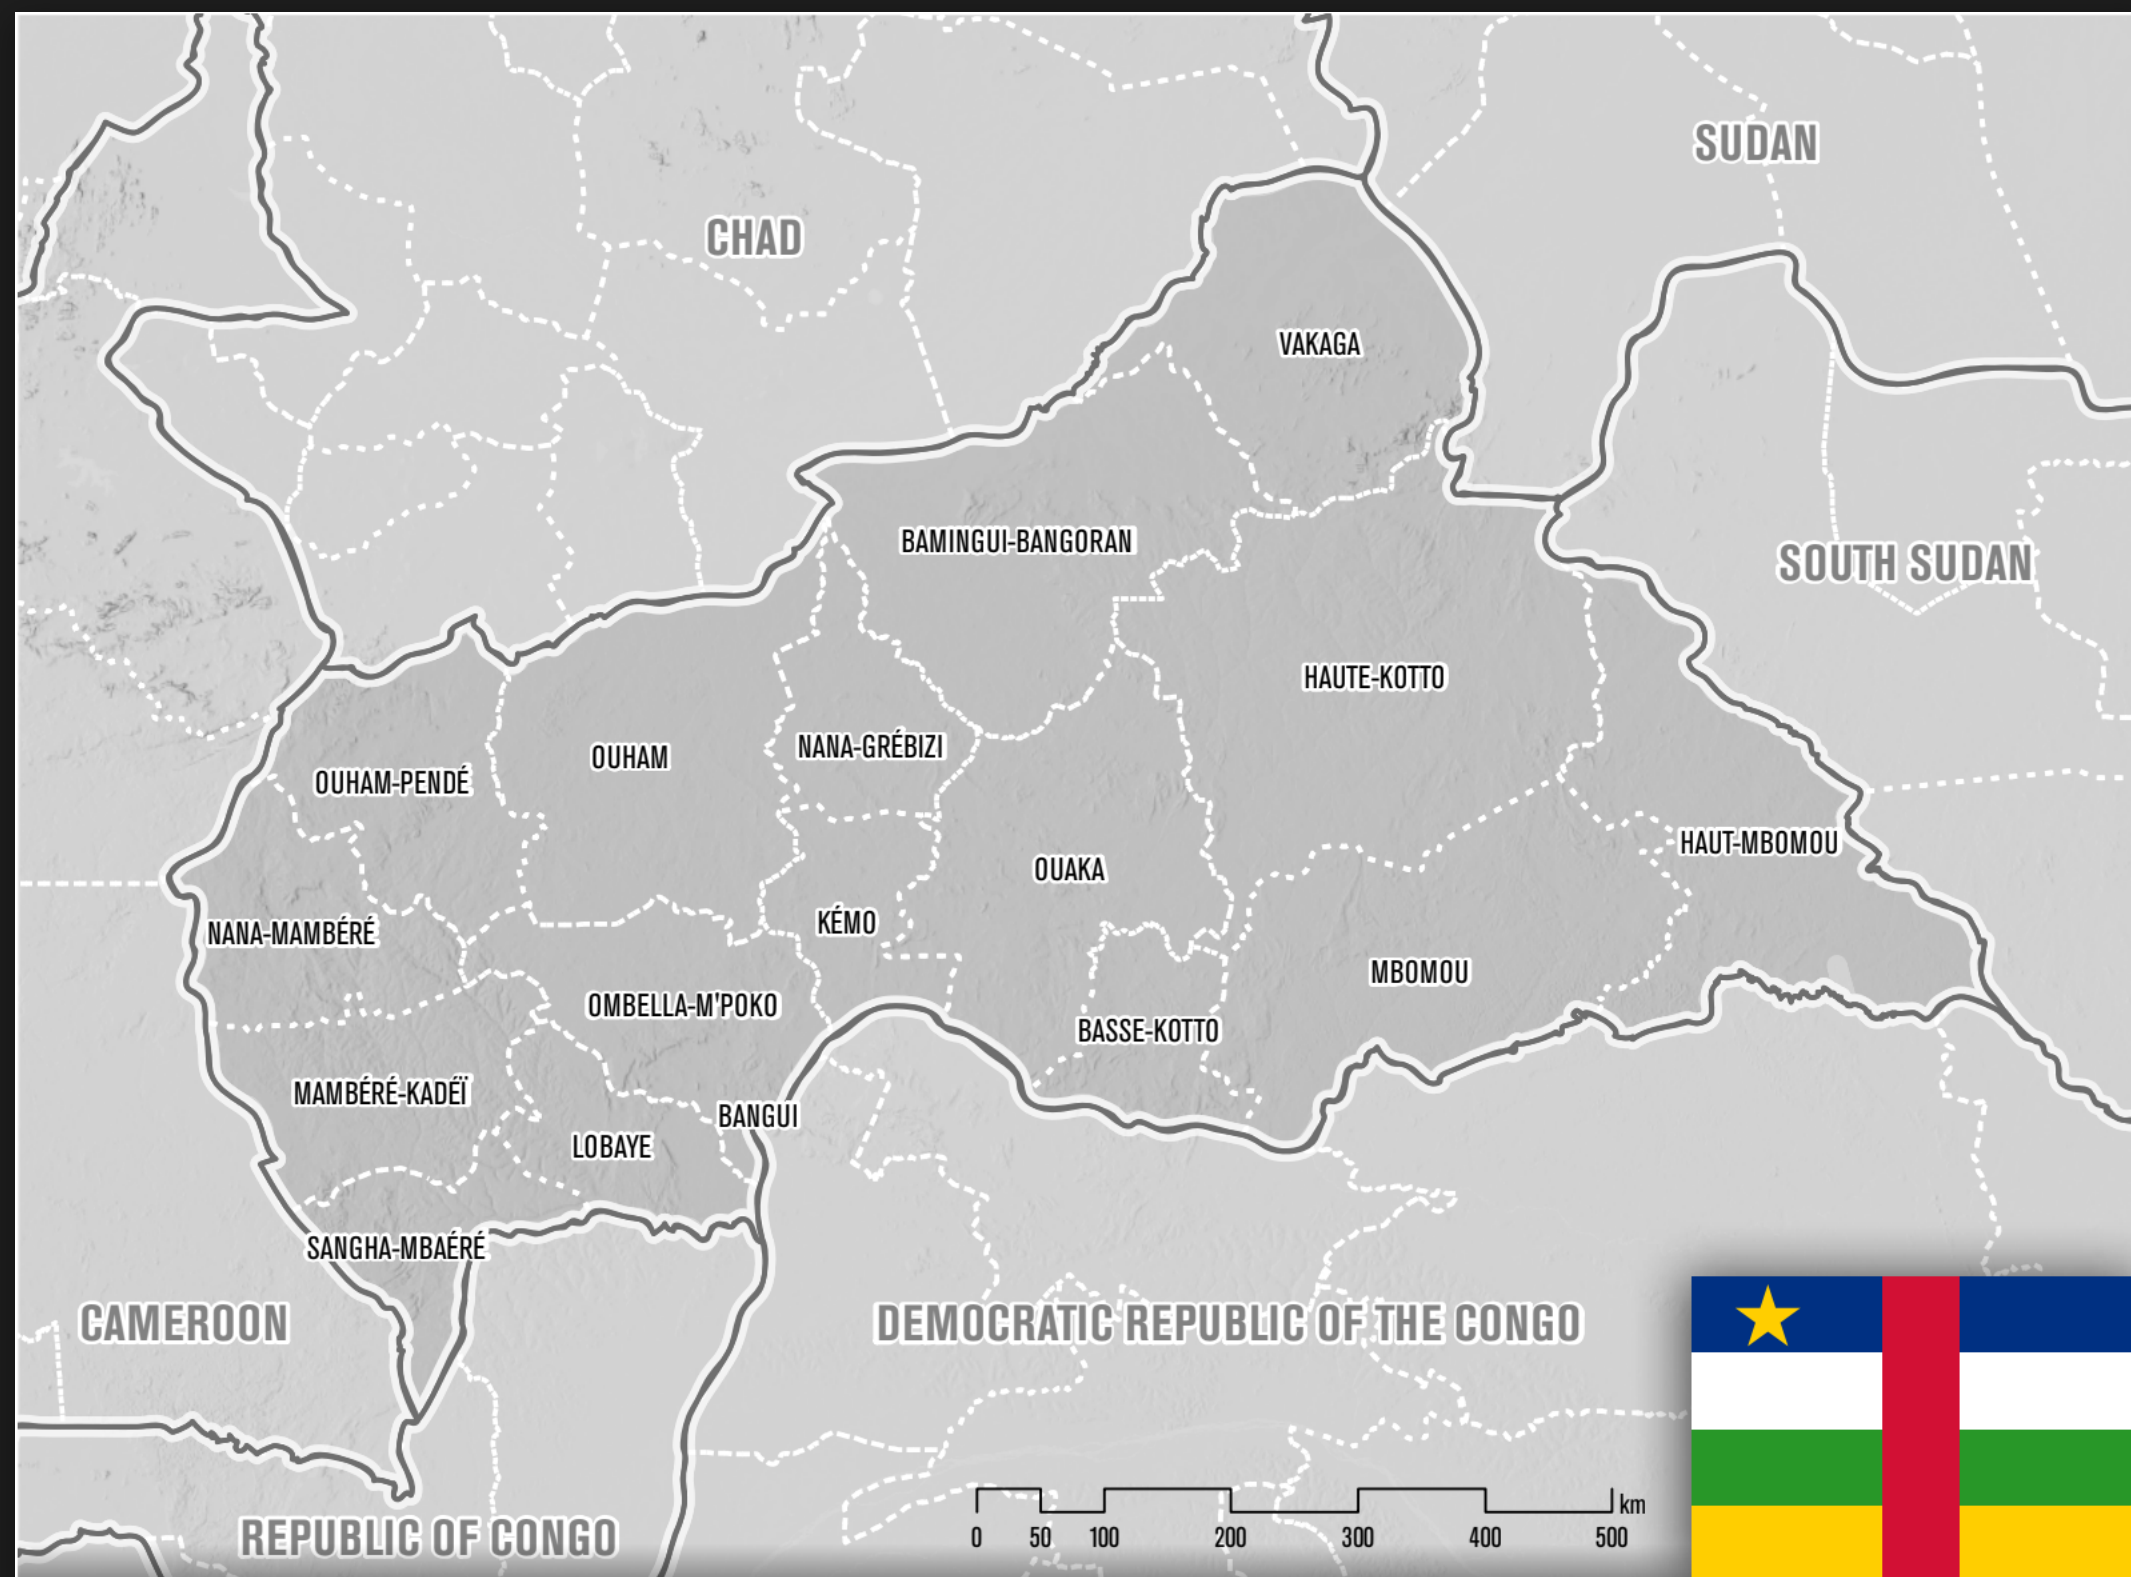 SUDAN
CHAD
VAKAGA
BAMINGUI-BANGORAN
SOUTH SUDAN
HAUTE-KOTTO
NANA-GRÉBIZI
OUHAM
OUHAM-PENDÉ
HAUT-MBOMOU
OUAKA
KÉMO
NANA-MAMBÉRÉ
MBOMOU
OMBELLA-M'POKO
BASSE-KOTTO
MAMBÉRÉ-KADÉÏ
BANGUI
LOBAYE
SANGHA-MBAÉRÉ
CAMEROON
DEMOCRATIC REPUBLIC OF THE CONGO
REPUBLIC OF CONGO
km
0 50 100 200 300 400 500